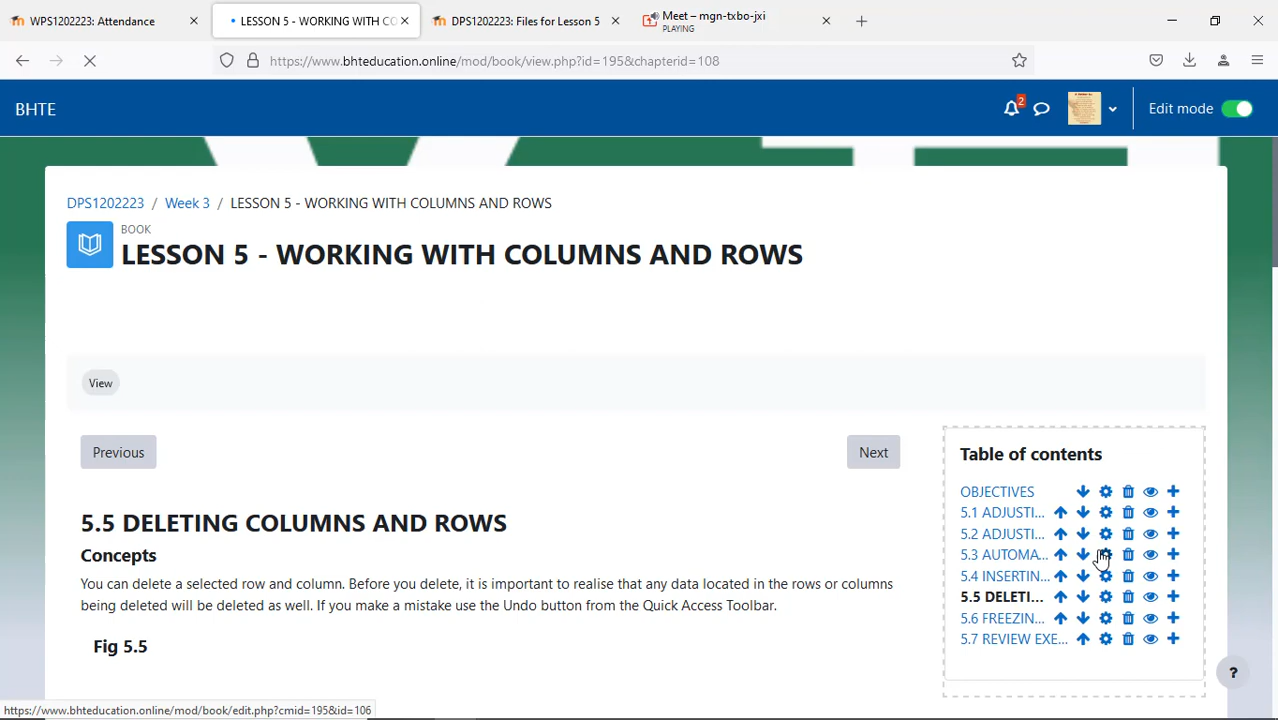 WPS1202223: Attendance
LESSON 5 - WORKING WITH CO
DPS1202223: Files for Lesson 5
Meet – mgn-txbo-jxi
PLAYING
https://www.bhteducation.online/mod/book/view.php?id=195&chapterid=108
BHTE
2
Edit mode
DPS1202223 / Week 3 / LESSON 5 - WORKING WITH COLUMNS AND ROWS
BOOK
LESSON 5 - WORKING WITH COLUMNS AND ROWS
View
Previous
Next
5.5 DELETING COLUMNS AND ROWS
Concepts
You can delete a selected row and column. Before you delete, it is important to realise that any data located in the rows or columns
being deleted will be deleted as well. If you make a mistake use the Undo button from the Quick Access Toolbar.
Fig 5.5
Table of contents
OBJECTIVES
5.1 ADJUSTI...
5.2 ADJUSTI...
5.3 AUTOMA...
5.4 INSERTIN...
5.5 DELETI...
5.6 FREEZIN...
5.7 REVIEW EXE...
?
https://www.bhteducation.online/mod/book/edit.php?cmid=195&id=106